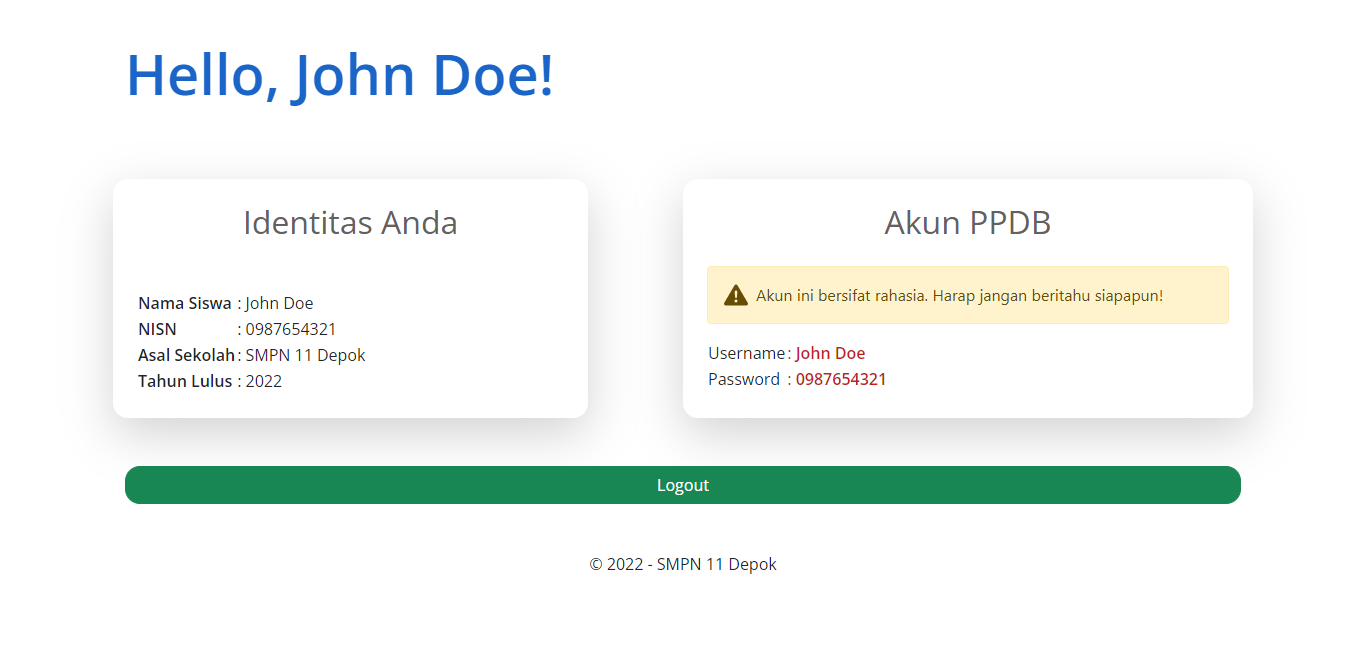 Hello, John Doe!
Identitas Anda
Nama Siswa : John Doe
NISN : 0987654321
Asal Sekolah : SMPN 11 Depok
Tahun Lulus : 2022
Akun PPDB
Akun ini bersifat rahasia. Harap jangan beritahu siapapun!
Username : John Doe
Password : 0987654321
Logout
© 2022 - SMPN 11 Depok